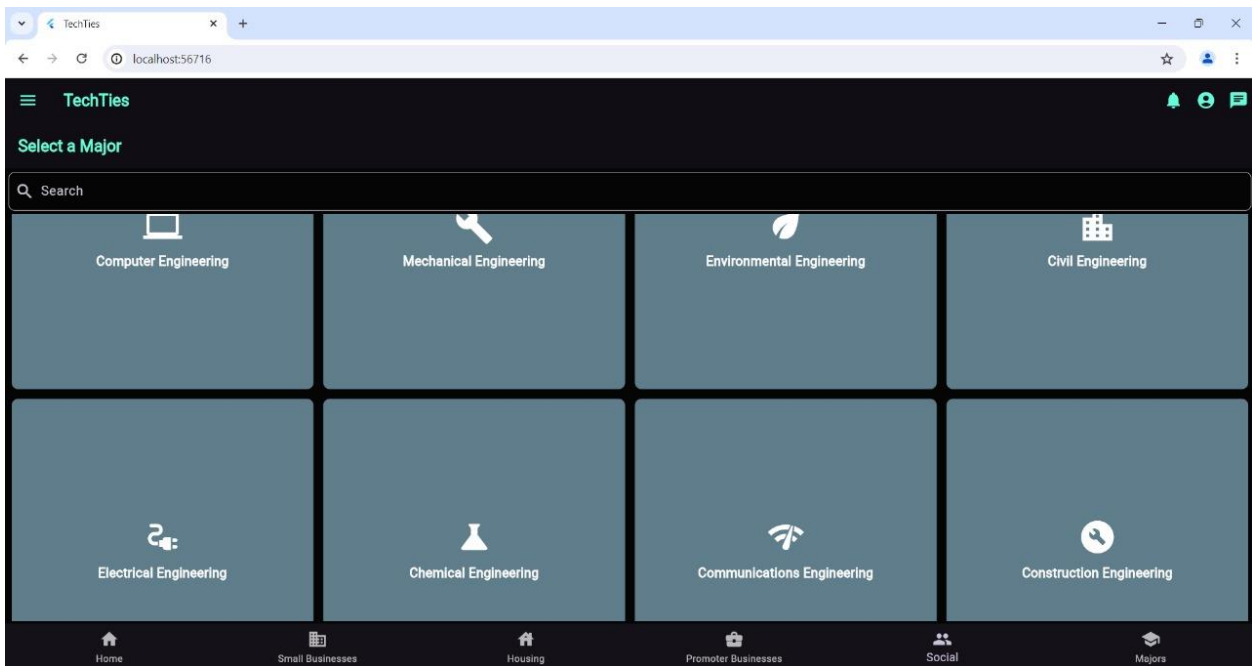 TechTies
localhost:56716
TechTies
Select a Major
Search
Computer Engineering
Mechanical Engineering
Environmental Engineering
Civil Engineering
Electrical Engineering
Chemical Engineering
Communications Engineering
Construction Engineering
Home
Small Businesses
Housing
Promoter Businesses
Social
Majors